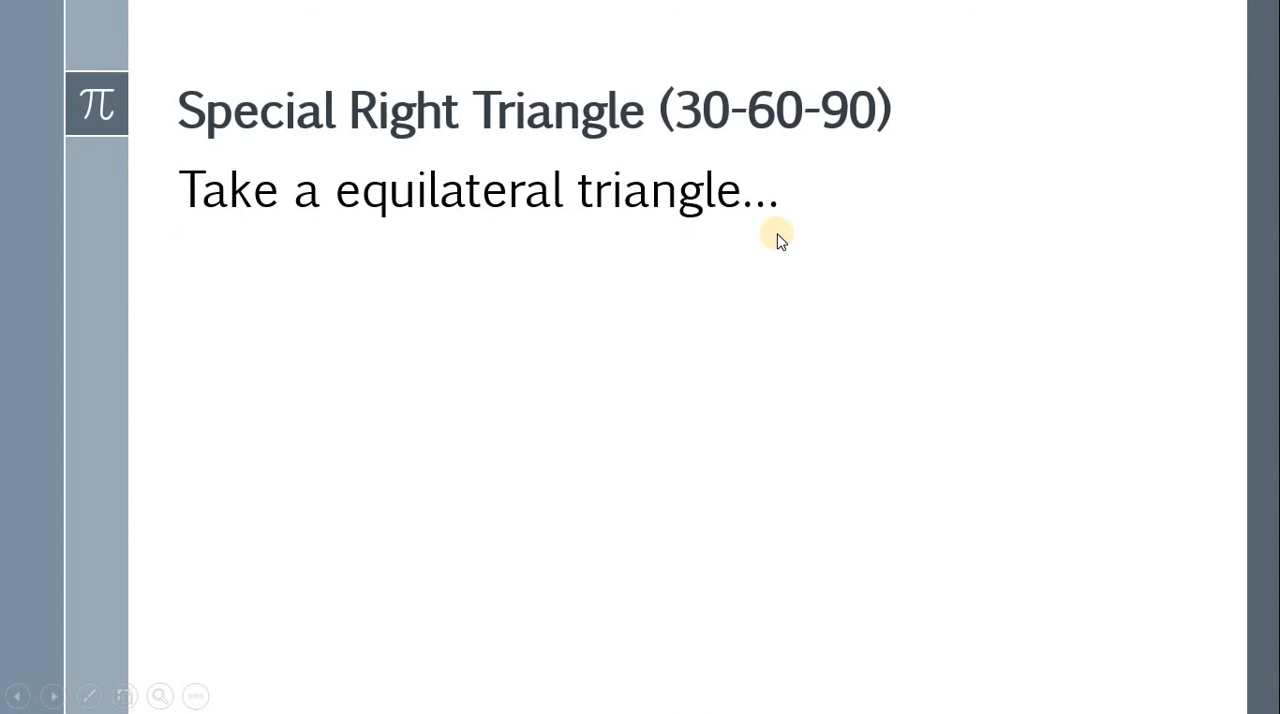 π
Special Right Triangle (30-60-90)
Take a equilateral triangle...